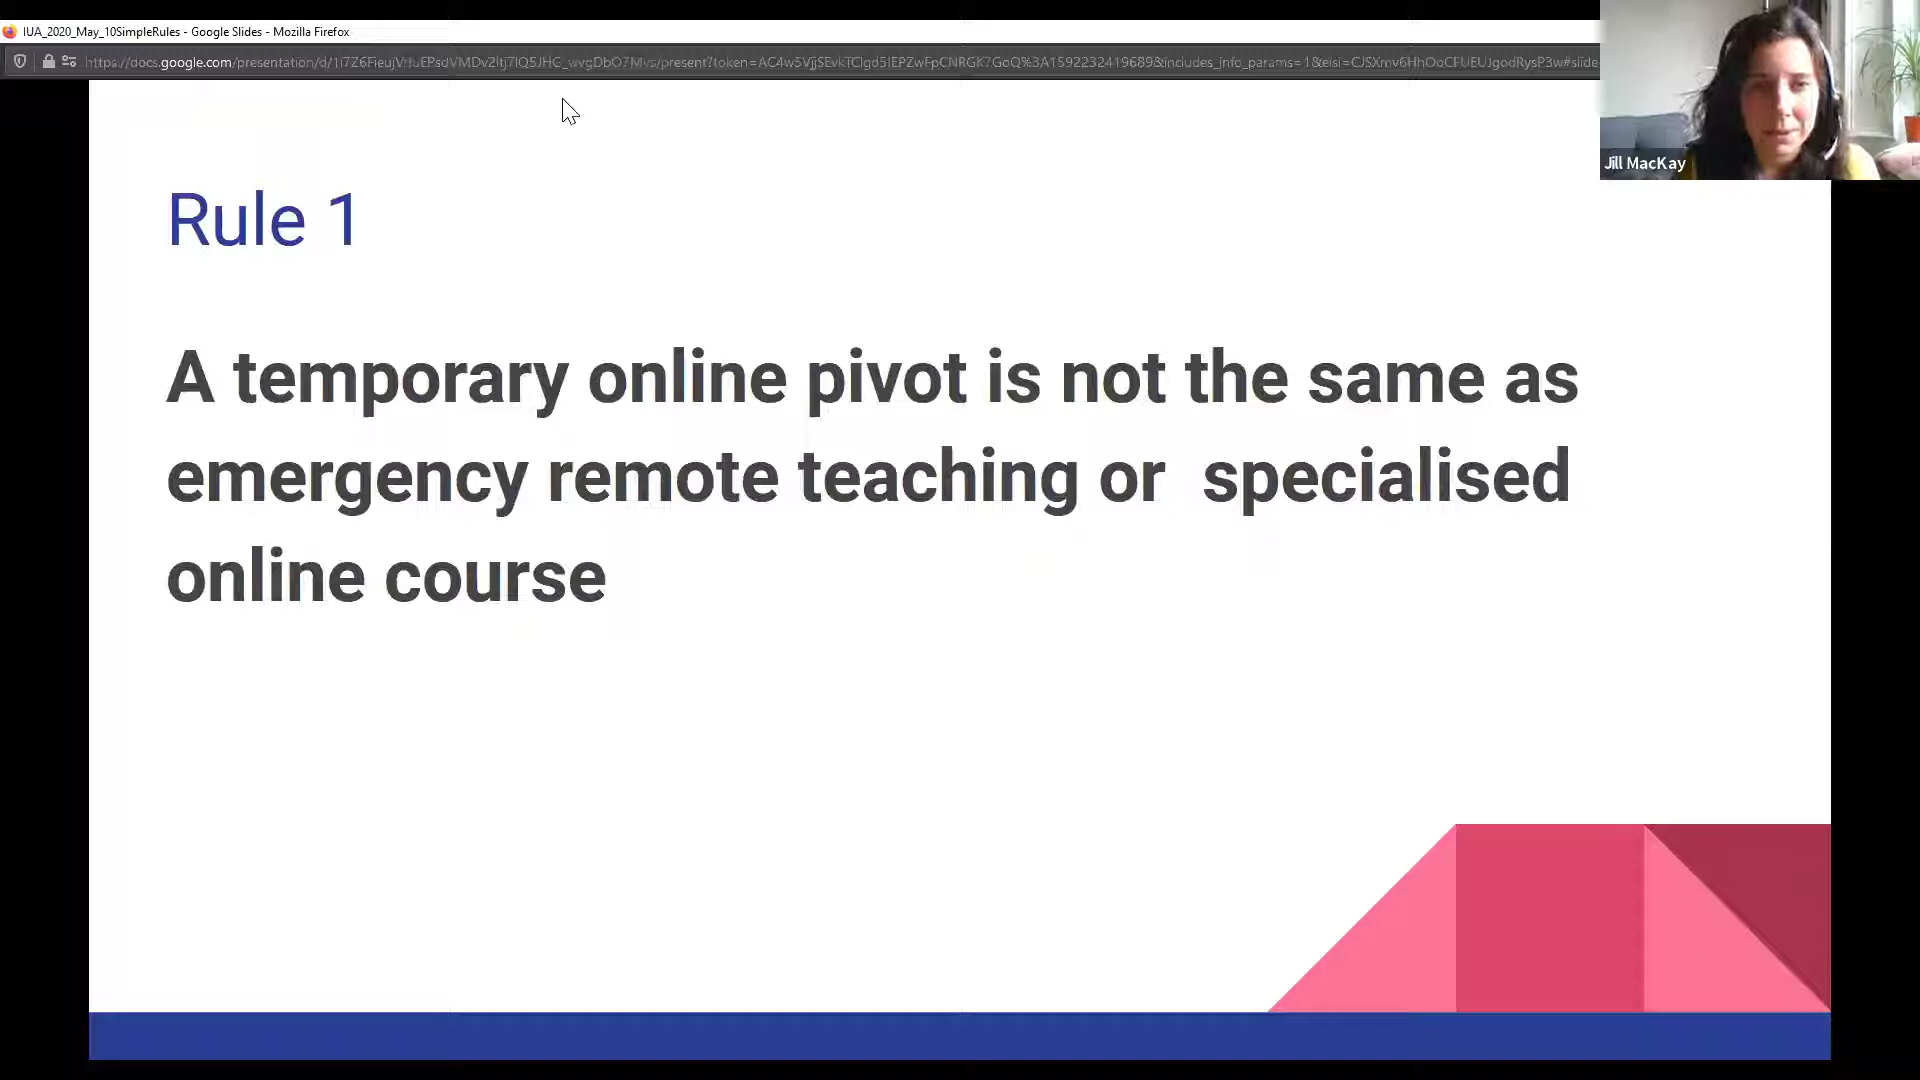 IUA_2020_May_10SimpleRules - Google Slides - Mozilla Firefox
Jill MacKay
Rule 1
A temporary online pivot is not the same as
emergency remote teaching or  specialised
online course